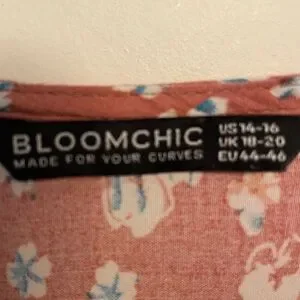 BLOOMCHIC
MADE FOR YOUR CURVES
US 14-16
UK 18-20
EU 44-46